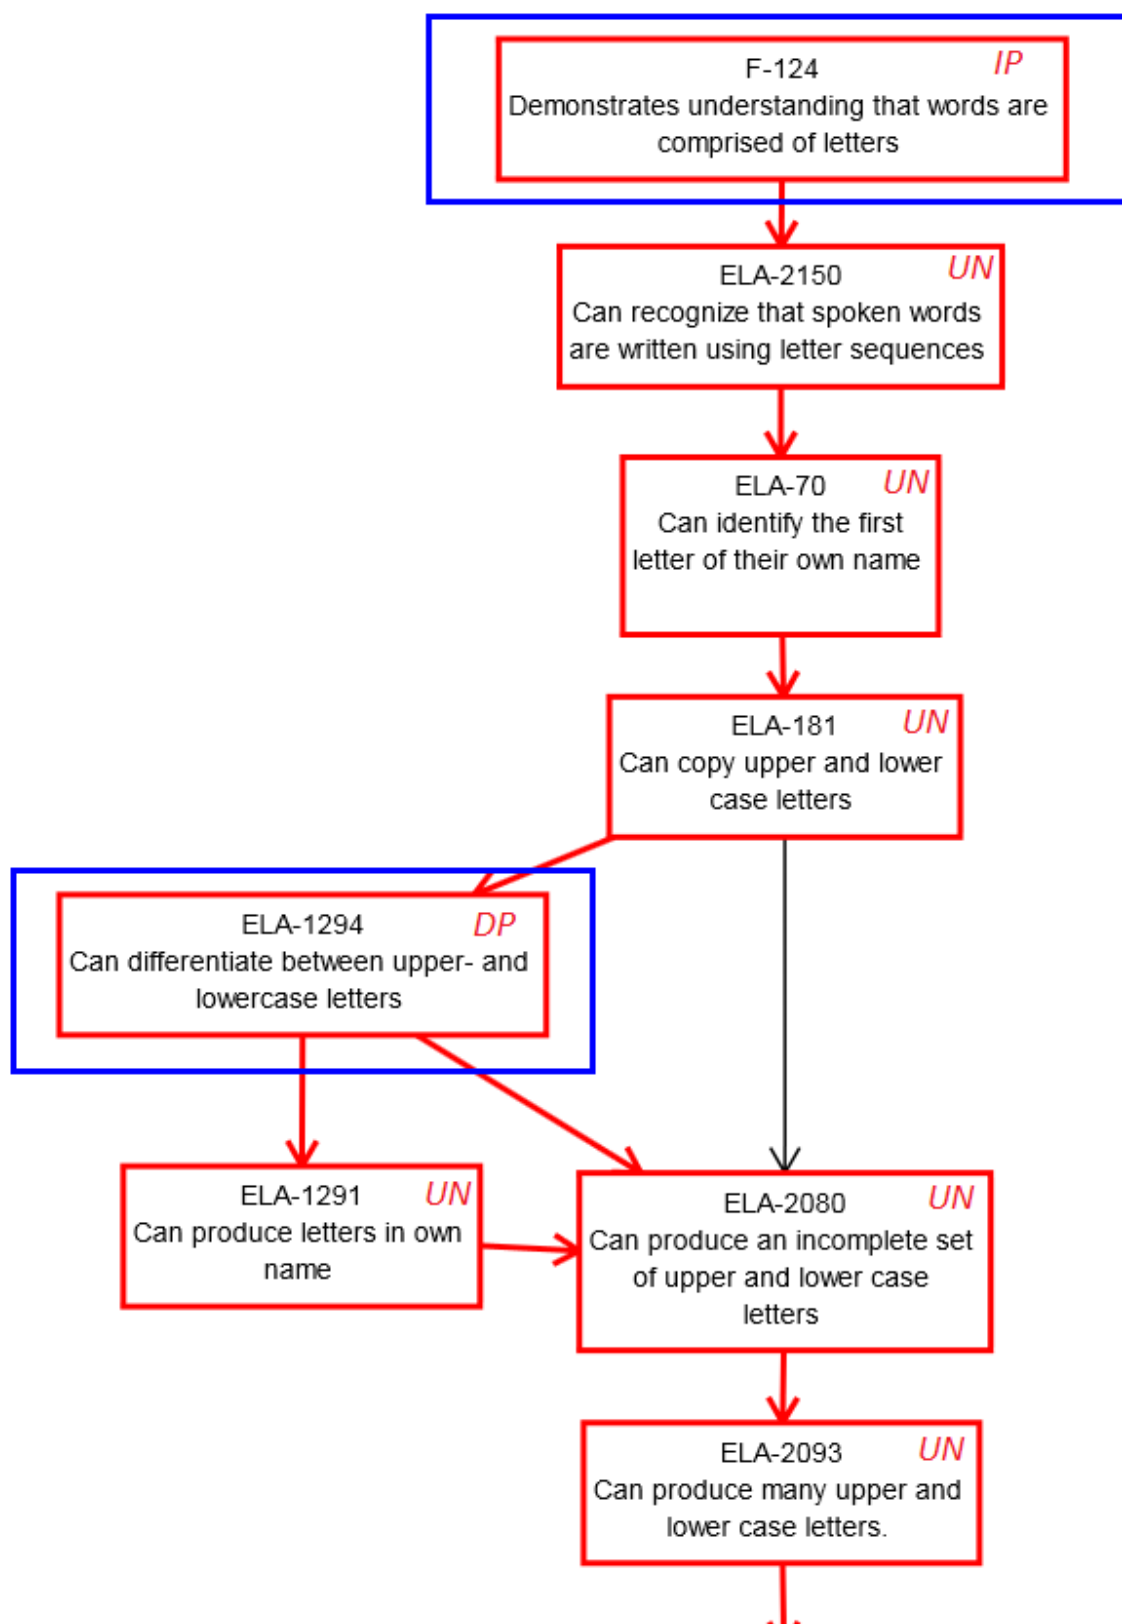 F-124 IP
Demonstrates understanding that words are
comprised of letters
ELA-2150 UN
Can recognize that spoken words
are written using letter sequences
ELA-70 UN
Can identify the first
letter of their own name
ELA-181 UN
Can copy upper and lower
case letters
ELA-1294 DP
Can differentiate between upper- and
lowercase letters
ELA-1291 UN
Can produce letters in own
name
ELA-2080 UN
Can produce an incomplete set
of upper and lower case
letters
ELA-2093 UN
Can produce many upper and
lower case letters.